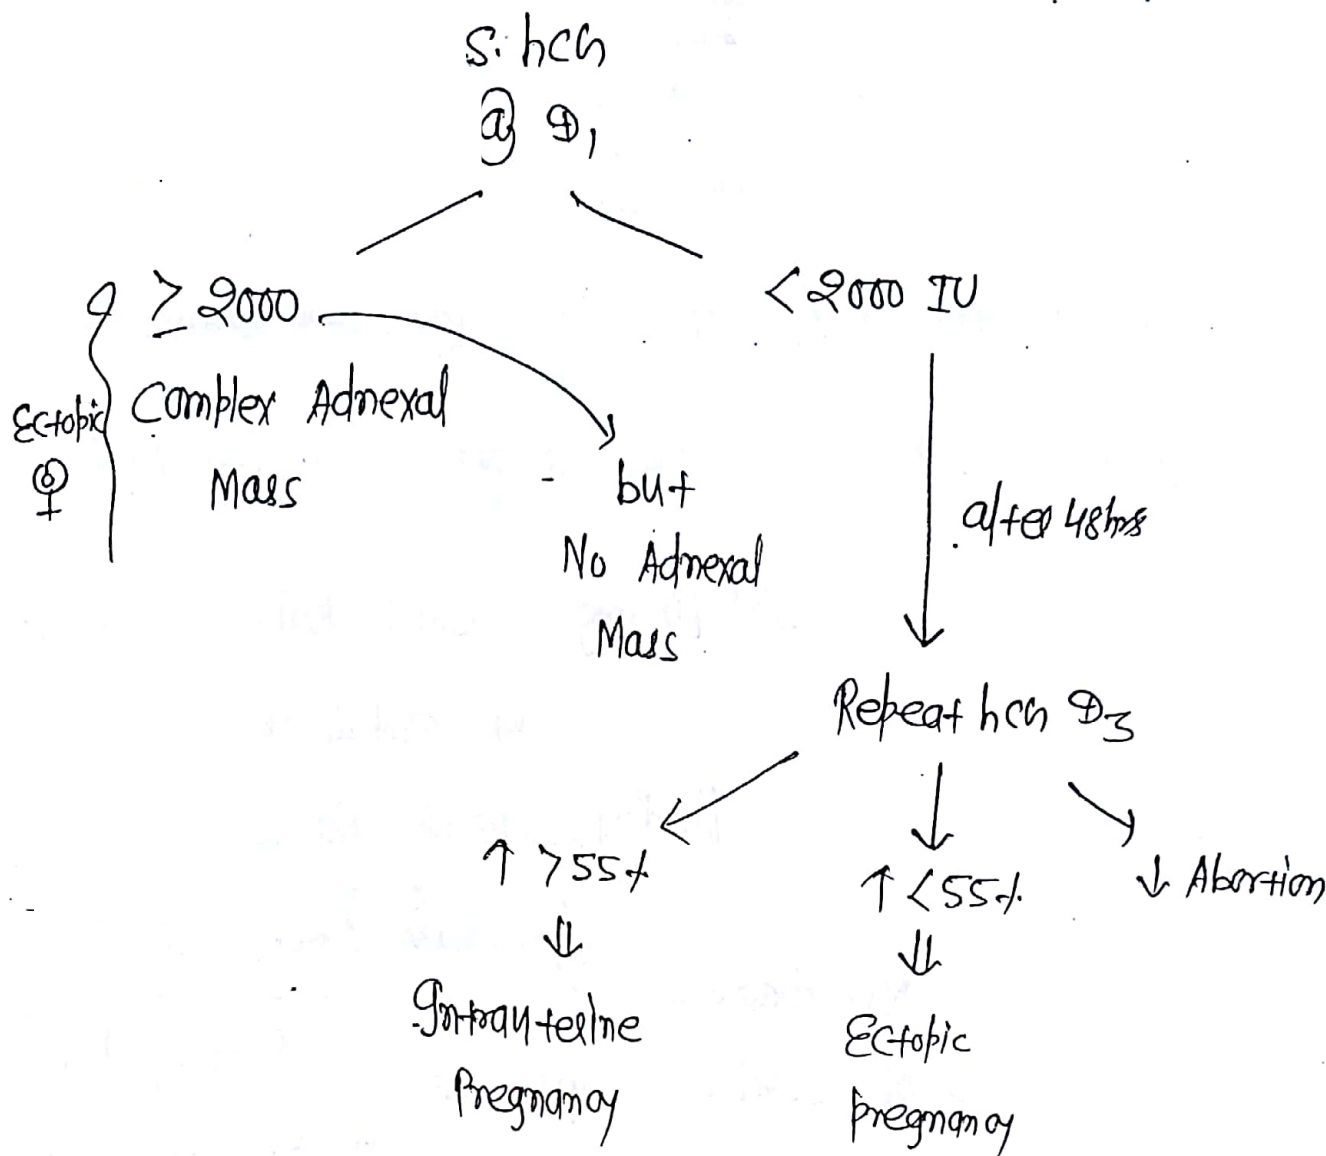 S. hCG
@ D1
≥ 2000
< 2000 IU
Complex Adnexal
Mass
Ectopic
- but
No Adnexal
Mass
after 48hrs
Repeat hCG D3
↑ >55%
↑ <55%
↓ Abortion
⇓
⇓
Intrauterine
Pregnancy
Ectopic
pregnancy